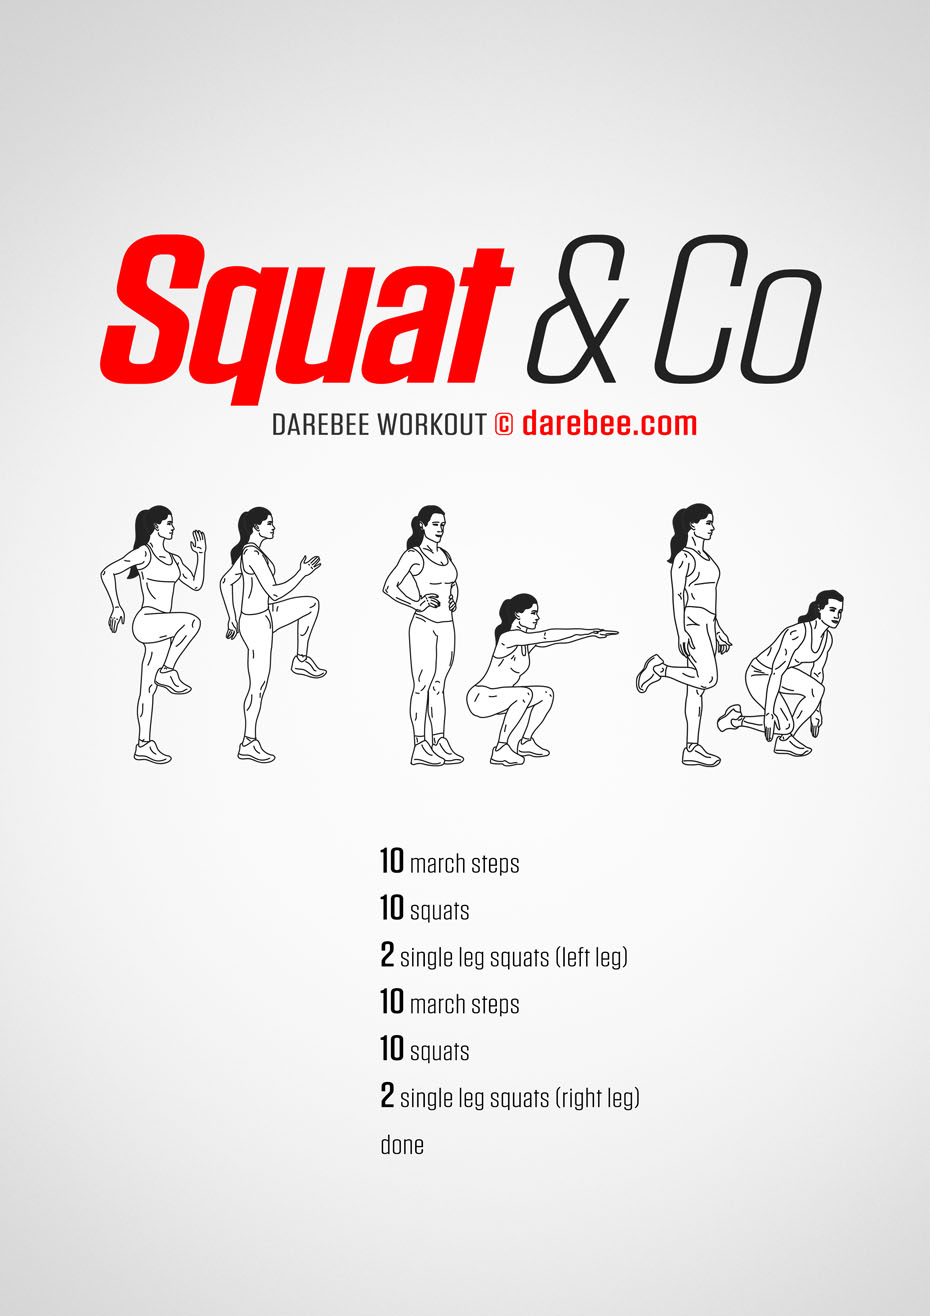 Squat & Co
DAREBEE WORKOUT © darebee.com
10 march steps
10 squats
2 single leg squats (left leg)
10 march steps
10 squats
2 single leg squats (right leg)
done